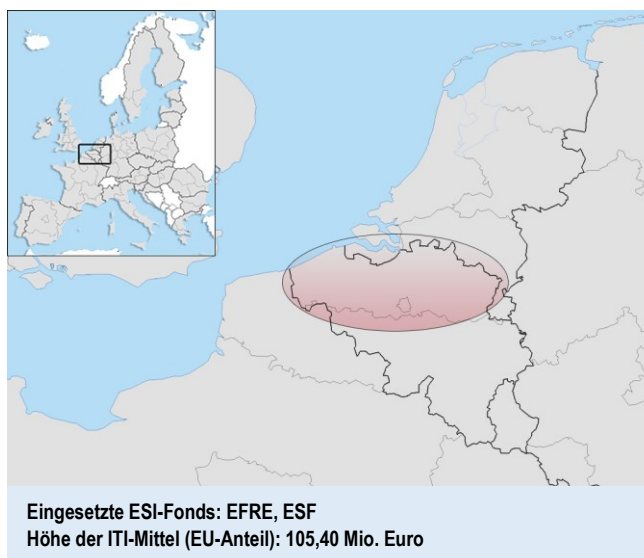 Eingesetzte ESI-Fonds: EFRE, ESF
Höhe der ITI-Mittel (EU-Anteil): 105,40 Mio. Euro